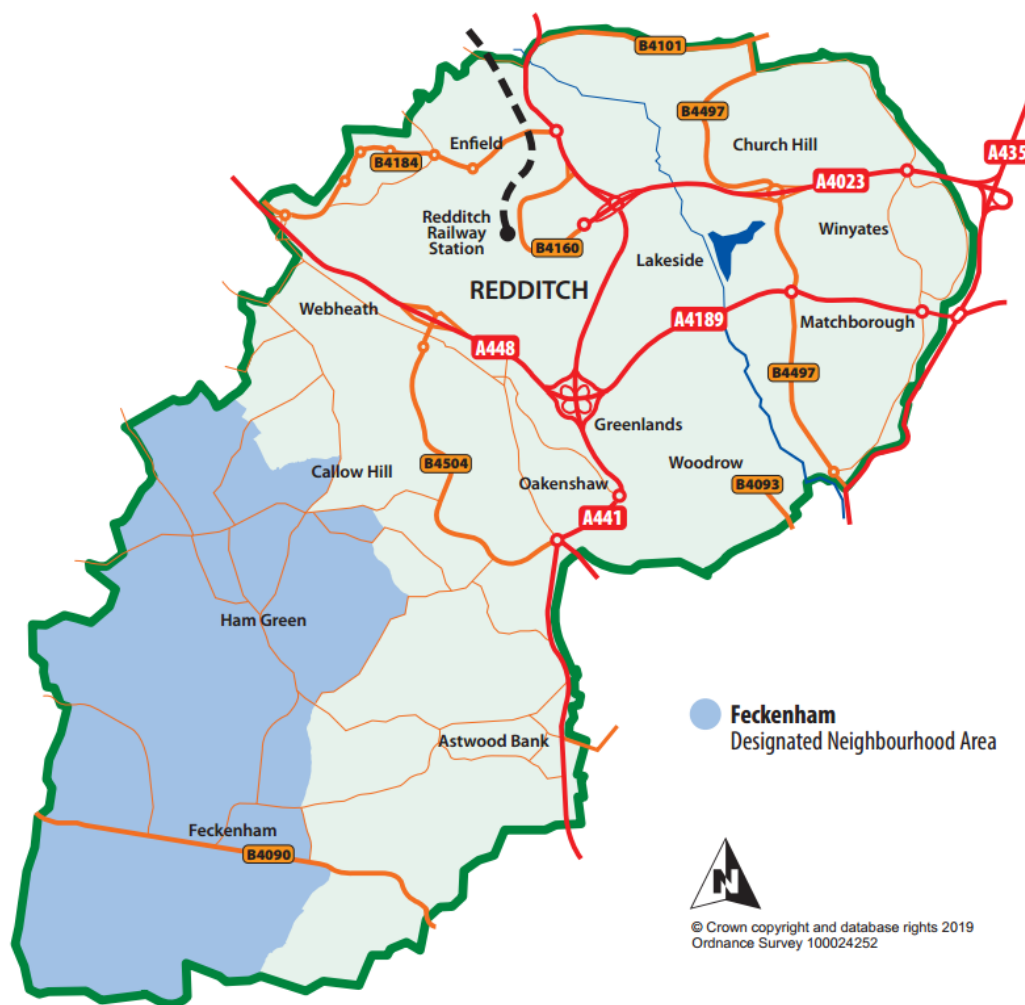 B4101
B4497
Church Hill
A435
Enfield
B4184
A4023
Redditch
Railway
Station
B4160
Winyates
Lakeside
REDDITCH
Webheath
A4189
Matchborough
A448
B4497
Greenlands
Callow Hill
B4504
Woodrow
Oakenshaw
B4093
A441
Ham Green
Feckenham
Designated Neighbourhood Area
Astwood Bank
Feckenham
B4090
N
© Crown copyright and database rights 2019
Ordnance Survey 100024252